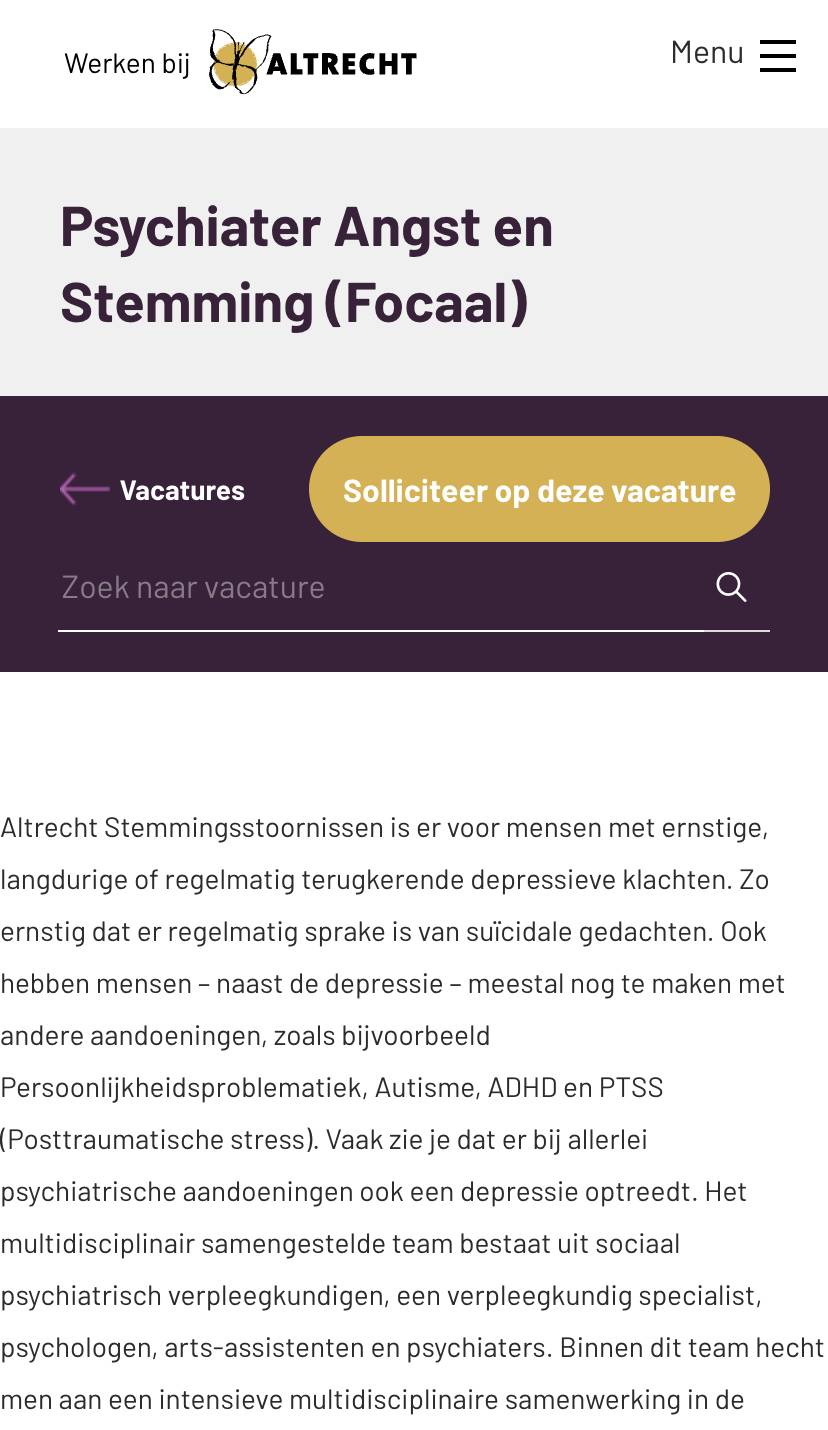 Werken bij ALTRECHT
Menu
Psychiater Angst en
Stemming (Focaal)
Vacatures
Solliciteer op deze vacature
Zoek naar vacature
Altrecht Stemmingsstoornissen is er voor mensen met ernstige,
langdurige of regelmatig terugkerende depressieve klachten. Zo
ernstig dat er regelmatig sprake is van suïcidale gedachten. Ook
hebben mensen – naast de depressie – meestal nog te maken met
andere aandoeningen, zoals bijvoorbeeld
Persoonlijkheidsproblematiek, Autisme, ADHD en PTSS
(Posttraumatische stress). Vaak zie je dat er bij allerlei
psychiatrische aandoeningen ook een depressie optreedt. Het
multidisciplinair samengestelde team bestaat uit sociaal
psychiatrisch verpleegkundigen, een verpleegkundig specialist,
psychologen, arts-assistenten en psychiaters. Binnen dit team hecht
men aan een intensieve multidisciplinaire samenwerking in de